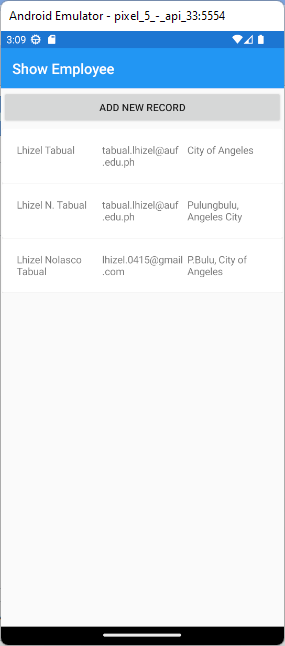 Android Emulator - pixel_5_-_api_33:5554
3:09
Show Employee
ADD NEW RECORD
Lhizel Tabual tabual.lhizel@auf City of Angeles
.edu.ph
Lhizel N. Tabual tabual.lhizel@auf Pulungbulu,
.edu.ph Angeles City
Lhizel Nolasco lhizel.0415@gmail P.Bulu, City of
Tabual .com Angeles